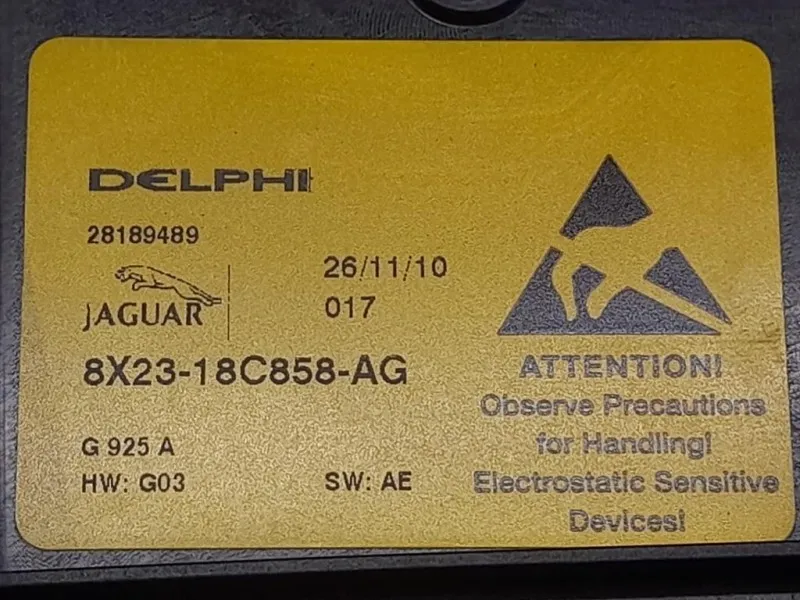 DELPHI
28189489
JAGUAR
26/11/10
017
8X23-18C858-AG
G 925 A
HW: G03 SW: AE
ATTENTION!
Observe Precautions
for Handling!
Electrostatic Sensitive
Devices!